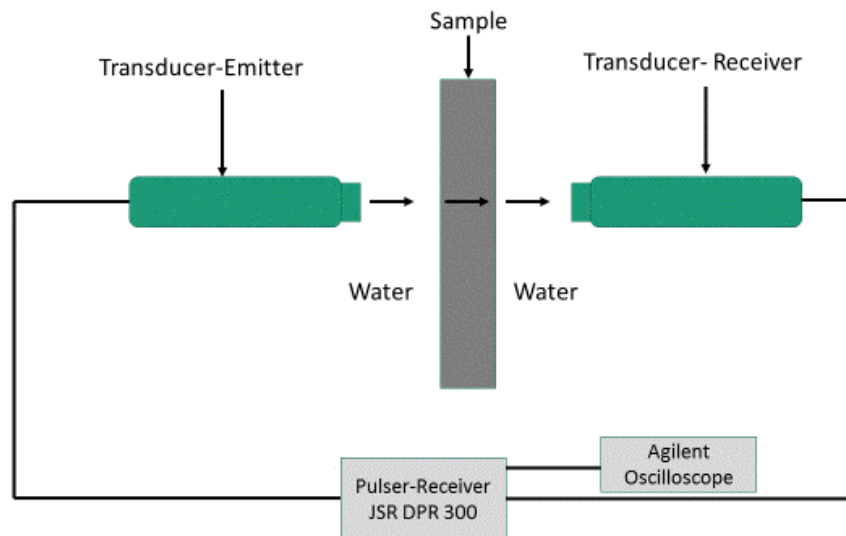 Sample
Transducer-Emitter
Transducer- Receiver
Water
Water
Agilent
Oscilloscope
Pulser-Receiver
JSR DPR 300